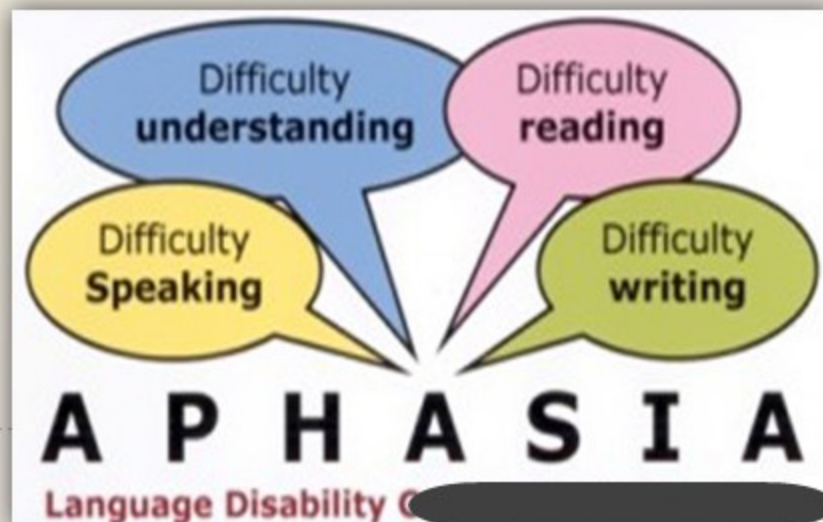 Difficulty
understanding
Difficulty
reading
Difficulty
Speaking
Difficulty
writing
APHASIA
Language Disability